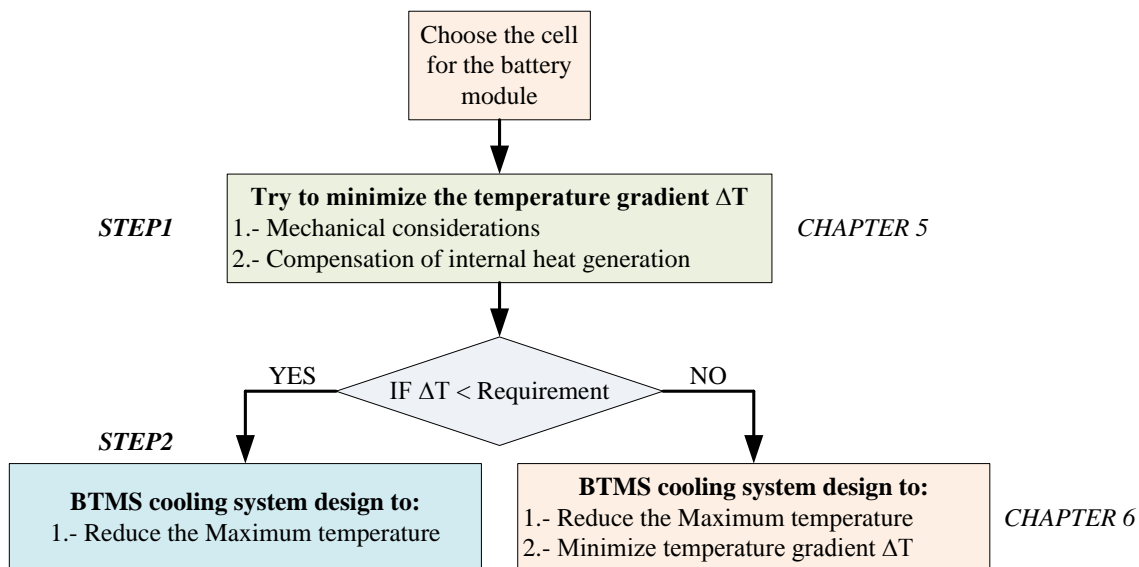 Choose the cell
for the battery
module
Try to minimize the temperature gradient ΔT
STEP1
1.- Mechanical considerations
CHAPTER 5
2.- Compensation of internal heat generation
YES
NO
IF ΔT < Requirement
STEP2
BTMS cooling system design to:
1.- Reduce the Maximum temperature
BTMS cooling system design to:
1.- Reduce the Maximum temperature
2.- Minimize temperature gradient ΔT
CHAPTER 6